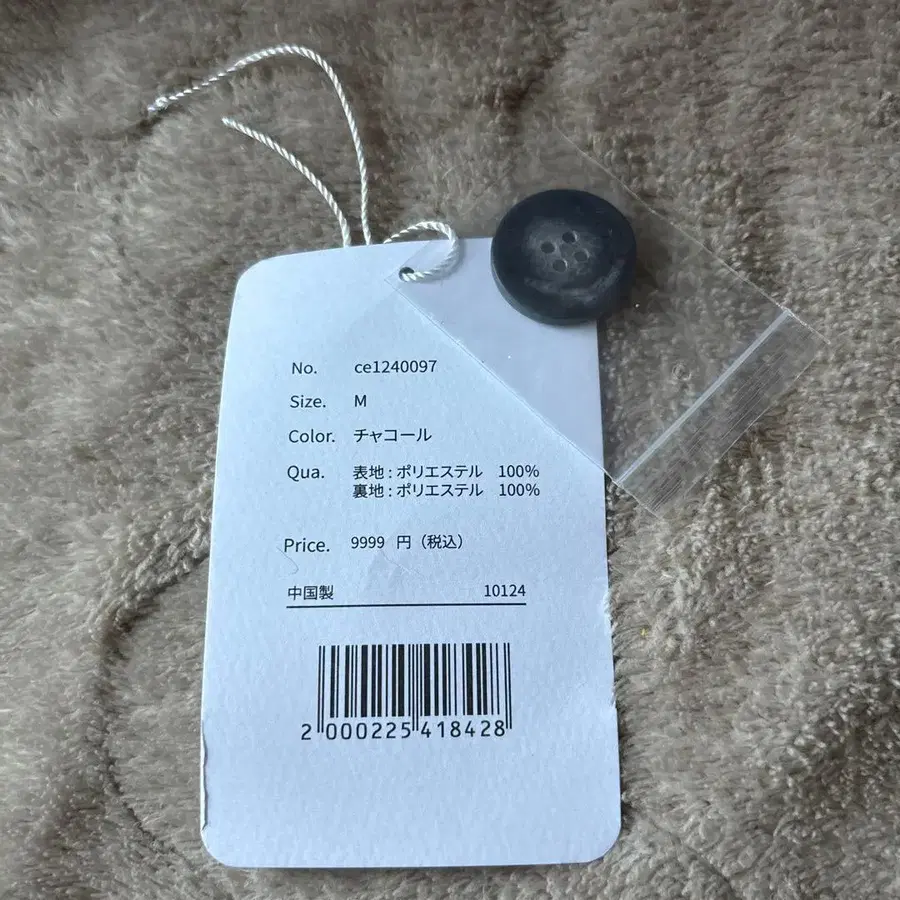 No. ce1240097
Size. M
Color. チャコール
Qua. 表地：ポリエステル 100%
裏地：ポリエステル 100%
Price. 9999 円（税込）
中国製 10124
2 000225 418428